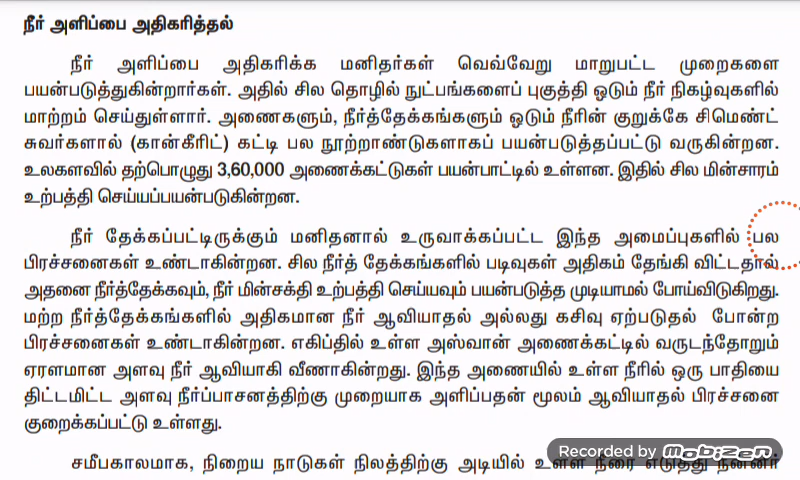 நீர் அளிப்பை அதிகரித்தல்
நீர் அளிப்பை அதிகரிக்க மனிதர்கள் வெவ்வேறு மாறுபட்ட முறைகளை
பயன்படுத்துகின்றார்கள். அதில் சில தொழில் நுட்பங்களைப் புகுத்தி ஓடும் நீர் நிகழ்வுகளில்
மாற்றம் செய்துள்ளார். அணைகளும், நீர்த்தேக்கங்களும் ஓடும் நீரின் குறுக்கே சிமெண்ட்
சுவர்களால் (கான்கீரிட்) கட்டி பல நூற்றாண்டுகளாகப் பயன்படுத்தப்பட்டு வருகின்றன.
உலகளவில் தற்பொழுது 3,60,000 அணைக்கட்டுகள் பயன்பாட்டில் உள்ளன. இதில் சில மின்சாரம்
உற்பத்தி செய்யப்பயன்படுகின்றன.
நீர் தேக்கப்பட்டிருக்கும் மனிதனால் உருவாக்கப்பட்ட இந்த அமைப்புகளில் பல
பிரச்சனைகள் உண்டாகின்றன. சில நீர்த் தேக்கங்களில் படிவுகள் அதிகம் தேங்கி விட்டதால்
அதனை நீர்த்தேக்கவும், நீர் மின்சக்தி உற்பத்தி செய்யவும் பயன்படுத்த முடியாமல் போய்விடுகிறது.
மற்ற நீர்த்தேக்கங்களில் அதிகமான நீர் ஆவியாதல் அல்லது கசிவு ஏற்படுதல் போன்ற
பிரச்சனைகள் உண்டாகின்றன. எகிப்தில் உள்ள அஸ்வான் அணைக்கட்டில் வருடந்தோறும்
ஏரளமான அளவு நீர் ஆவியாகி வீணாகின்றது. இந்த அணையில் உள்ள நீரில் ஒரு பாதியை
திட்டமிட்ட அளவு நீர்ப்பாசனத்திற்கு முறையாக அளிப்பதன் மூலம் ஆவியாதல் பிரச்சனை
குறைக்கப்பட்டு உள்ளது.
சமீபகாலமாக, நிறைய நாடுகள் நிலத்திற்கு அடியில் உள்ள நீரை எடுத்து நன்னீர்
Recorded by Mobizen